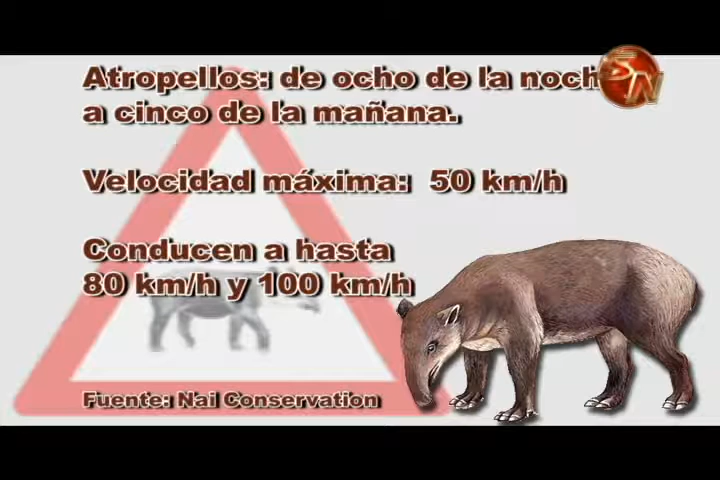 Atropellos: de ocho de la noch
a cinco de la mañana.
Velocidad máxima: 50 km/h
Conducen a hasta
80 km/h y 100 km/h
Fuente: Nai Conservation
SN